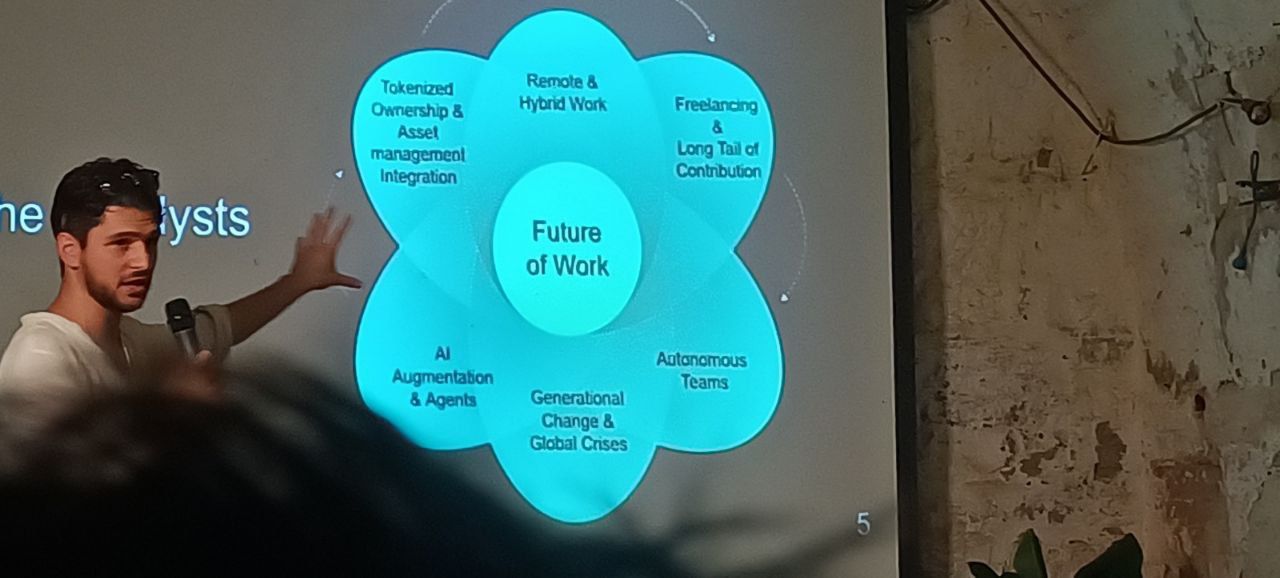 he lysts
Tokenized
Ownership &
Asset
management
Integration
Remote &
Hybrid Work
Freelancing
&
Long Tail of
Contribution
Future
of Work
AI
Augmentation
& Agents
Generational
Change &
Global Crises
Autonomous
Teams
5